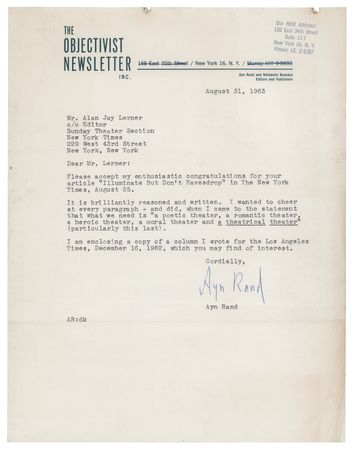 THE
OBJECTIVIST
NEWSLETTER
INC.
165 East 35th Street / New York 16, N. Y. / Murray Hill 6-5693
Ayn Rand and Nathaniel Branden
Editors and Publishers
Our NEW Address:
120 East 34th Street
Suite 11-F
New York 16, N. Y.
Phone: LE. 2-5787
August 31, 1963
Mr. Alan Jay Lerner
c/o Editor
Sunday Theater Section
New York Times
229 West 43rd Street
New York, New York
Dear Mr. Lerner:
Please accept my enthusiastic congratulations for your
article "Illuminate But Don't Eavesdrop" in The New York
Times, August 25.
It is brilliantly reasoned and written. I wanted to cheer
at every paragraph - and did, when I came to the statement
that what we need is "a poetic theater, a romantic theater,
a heroic theater, a moral theater and a theatrical theater"
(particularly this last).
I am enclosing a copy of a column I wrote for the Los Angeles
Times, December 16, 1962, which you may find of interest.
Cordially,
Ayn Rand
Ayn Rand
AR:dk